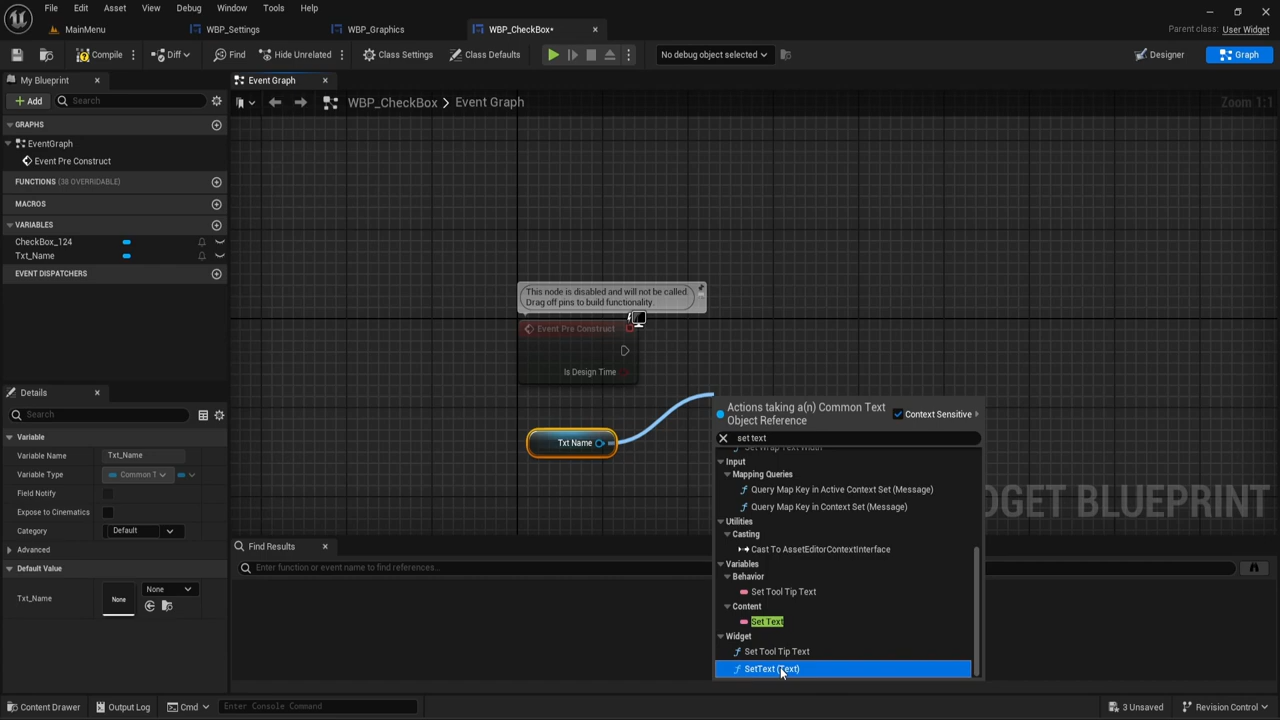 File Edit Asset View Debug Window Tools Help
MainMenu WBP_Settings WBP_Graphics WBP_CheckBox* Parent class: User Widget
Compile Diff Find Hide Unrelated Class Settings Class Defaults No debug object selected Designer Graph
My Blueprint Event Graph
Add Search WBP_CheckBox > Event Graph Zoom 1:1
GRAPHS
EventGraph
Event Pre Construct
FUNCTIONS (38 OVERRIDABLE)
MACROS
VARIABLES
CheckBox_124
Txt_Name
EVENT DISPATCHERS
This node is disabled and will not be called.
Drag off pins to build functionality.
Event Pre Construct
Is Design Time
Txt Name
Actions taking a(n) Common Text
Object Reference
Context Sensitive
set text
Set Wrap Text Width
Input
Mapping Queries
Query Map Key in Active Context Set (Message)
Query Map Key in Context Set (Message)
Utilities
Casting
Cast To AssetEditorContextInterface
Variables
Behavior
Set Tool Tip Text
Content
Set Text
Widget
Set Tool Tip Text
SetText (Text)
DGET BLUEPRINT
Details
Search
Variable
Variable Name Txt_Name
Variable Type Common T
Field Notify
Expose to Cinematics
Category Default
Advanced
Default Value
Txt_Name None None
Find Results
Enter function or event name to find references...
Content Drawer Output Log Cmd Enter Console Command 3 Unsaved Revision Control